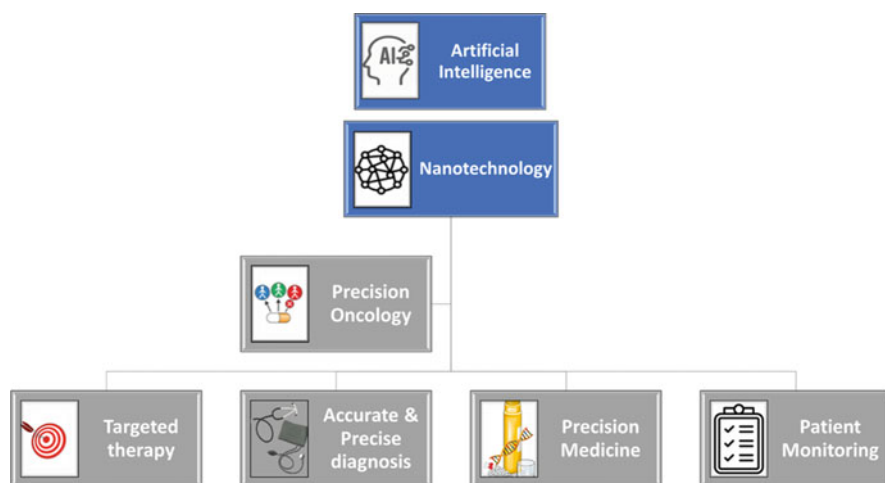 AI
Artificial
Intelligence
Nanotechnology
Precision
Oncology
Targeted
therapy
Accurate &
Precise
diagnosis
Precision
Medicine
Patient
Monitoring